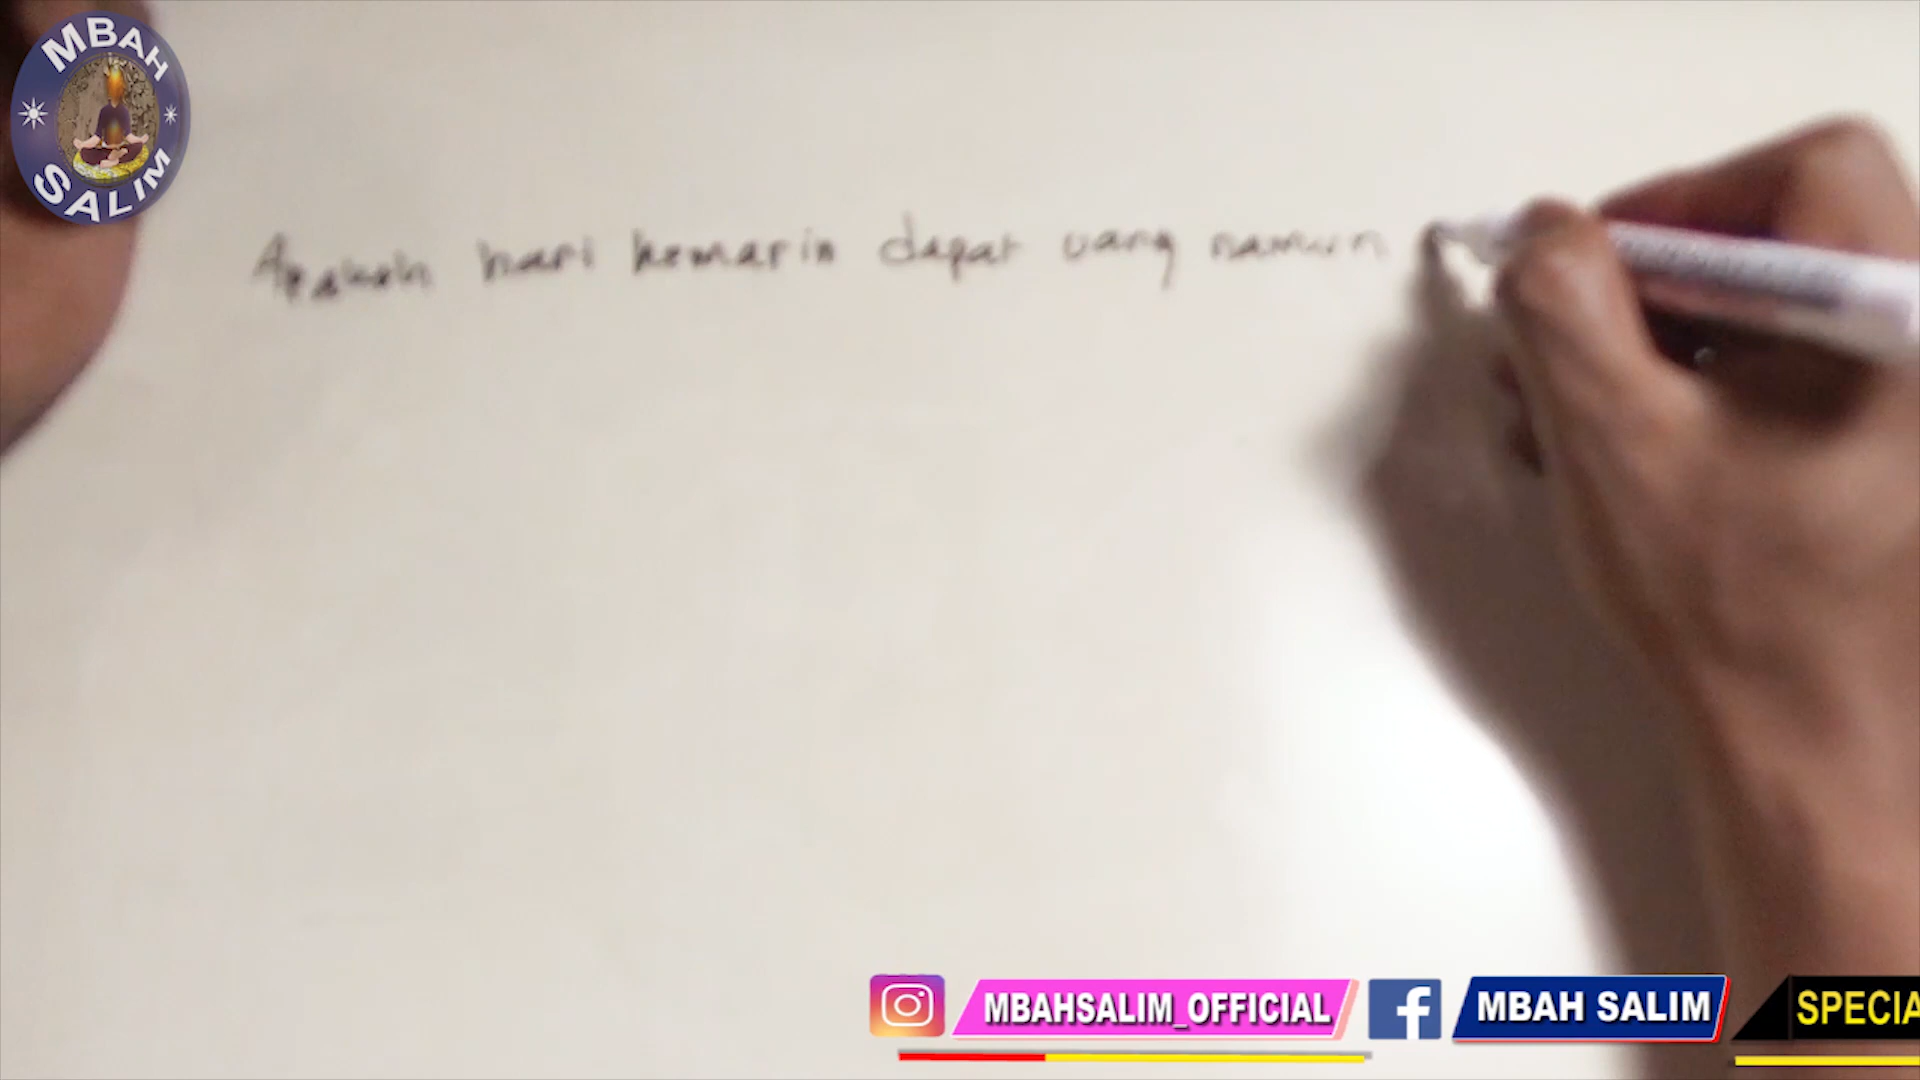 MBAH SALIM
Apakah hari kemarin dapat uang namun
MBAHSALIM_OFFICIAL MBAH SALIM SPECIA